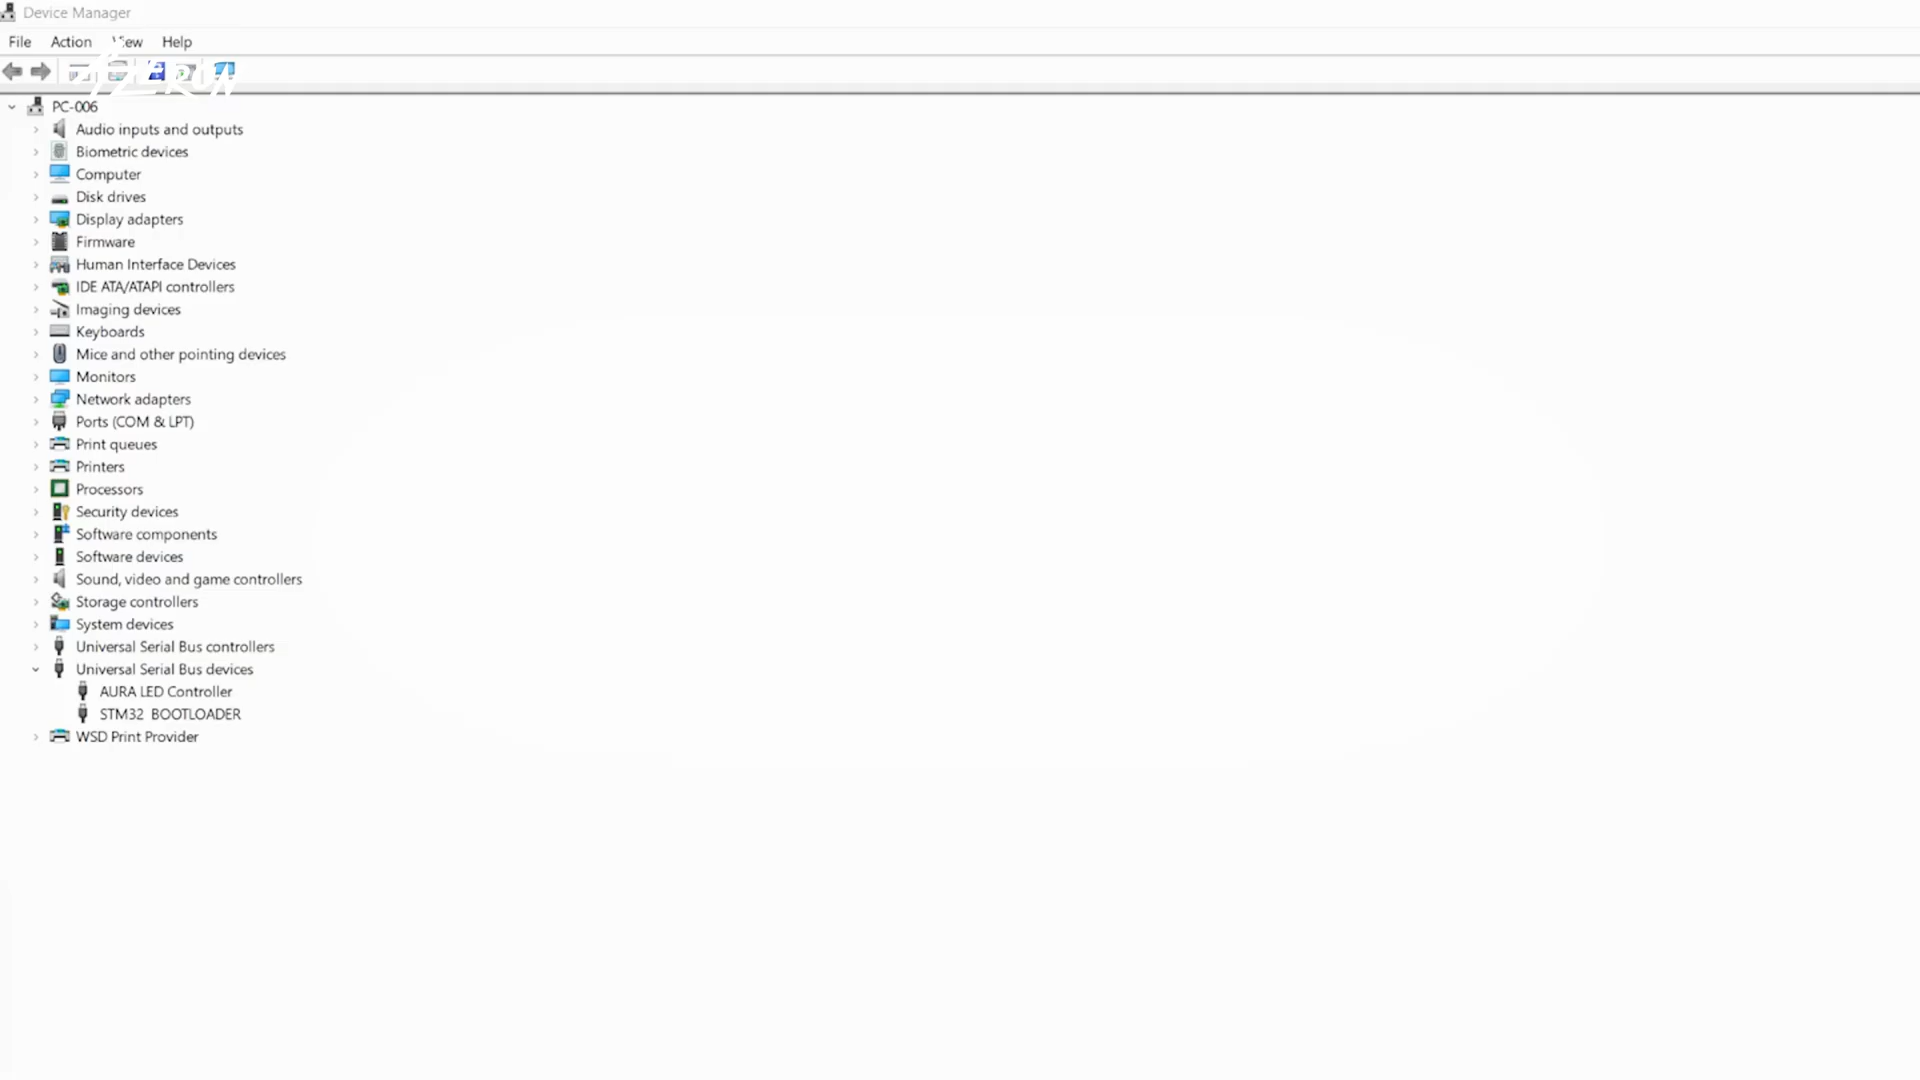 Device Manager
File Action View Help
PC-006
Audio inputs and outputs
Biometric devices
Computer
Disk drives
Display adapters
Firmware
Human Interface Devices
IDE ATA/ATAPI controllers
Imaging devices
Keyboards
Mice and other pointing devices
Monitors
Network adapters
Ports (COM & LPT)
Print queues
Printers
Processors
Security devices
Software components
Software devices
Sound, video and game controllers
Storage controllers
System devices
Universal Serial Bus controllers
Universal Serial Bus devices
AURA LED Controller
STM32 BOOTLOADER
WSD Print Provider